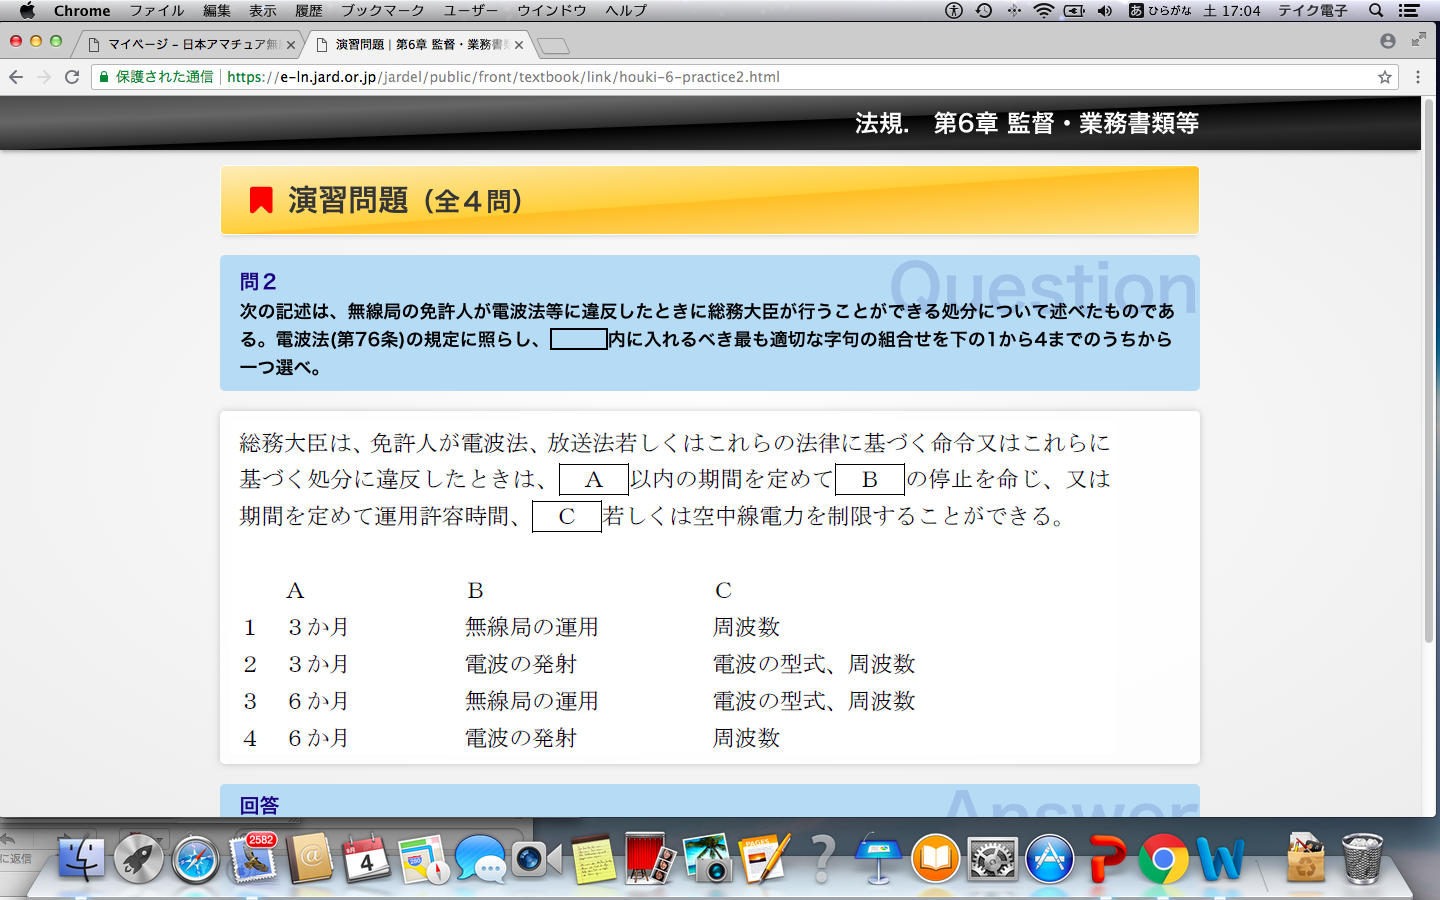 Chrome ファイル 編集 表示 履歴 ブックマーク ユーザー ウインドウ ヘルプ あ ひらがな 土 17:04 テイク電子
マイページ - 日本アマチュア無 演習問題 | 第6章 監督・業務書
保護された通信 https://e-ln.jard.or.jp/jardel/public/front/textbook/link/houki-6-practice2.html
法規. 第6章 監督・業務書類等
演習問題（全４問）
Question
問２
次の記述は、無線局の免許人が電波法等に違反したときに総務大臣が行うことができる処分について述べたものであ
る。電波法(第76条)の規定に照らし、 内に入れるべき最も適切な字句の組合せを下の1から4までのうちから
一つ選べ。
総務大臣は、免許人が電波法、放送法若しくはこれらの法律に基づく命令又はこれらに
基づく処分に違反したときは、 A 以内の期間を定めて B の停止を命じ、又は
期間を定めて運用許容時間、 C 若しくは空中線電力を制限することができる。
A B C
1 ３か月 無線局の運用 周波数
2 ３か月 電波の発射 電波の型式、周波数
3 ６か月 無線局の運用 電波の型式、周波数
4 ６か月 電波の発射 周波数
回答
Answer
に返信
2582
4
280
PAGES